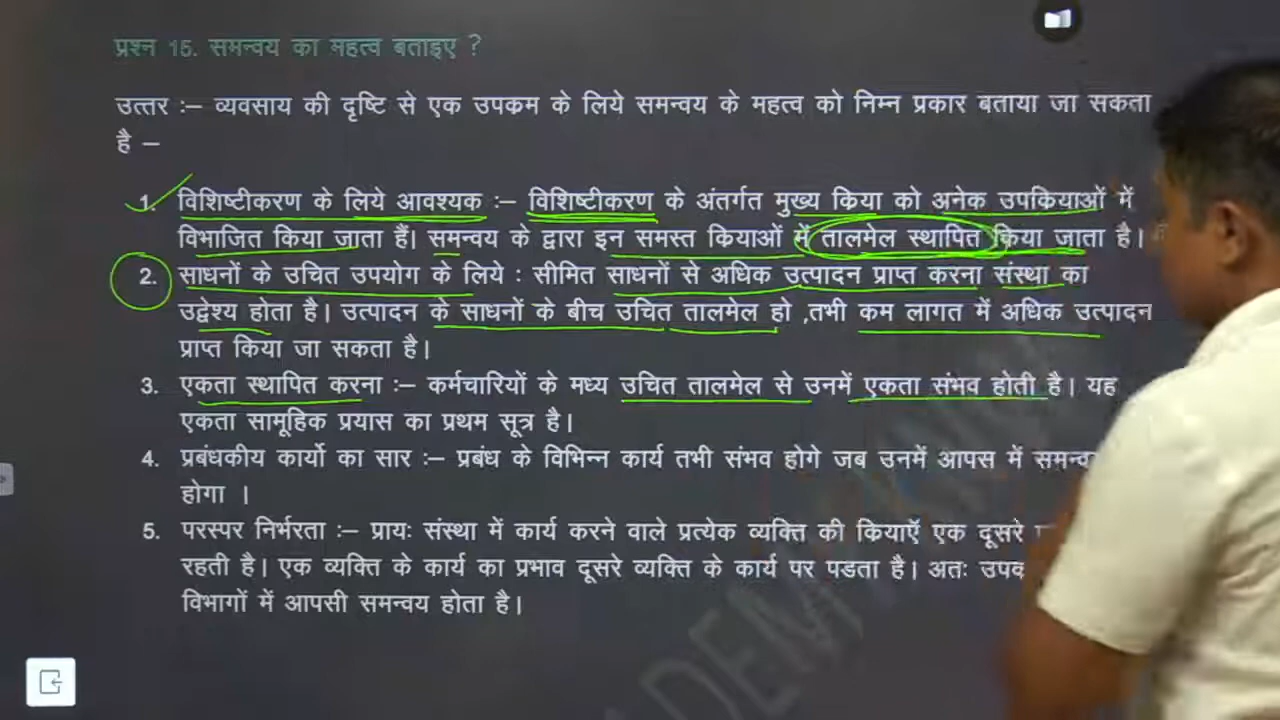 प्रश्न 15. समन्वय का महत्व बताइए ?
उत्तर :– व्यवसाय की दृष्टि से एक उपक्रम के लिये समन्वय के महत्व को निम्न प्रकार बताया जा सकता
है –
1. विशिष्टीकरण के लिये आवश्यक :– विशिष्टीकरण के अंतर्गत मुख्य किया को अनेक उपकियाओं में
विभाजित किया जाता हैं। समन्वय के द्वारा इन समस्त कियाओं में तालमेल स्थापित किया जाता है।
2. साधनों के उचित उपयोग के लिये : सीमित साधनों से अधिक उत्पादन प्राप्त करना संस्था का
उद्वेश्य होता है। उत्पादन के साधनों के बीच उचित तालमेल हो ,तभी कम लागत में अधिक उत्पादन
प्राप्त किया जा सकता है।
3. एकता स्थापित करना :– कर्मचारियों के मध्य उचित तालमेल से उनमें एकता संभव होती है। यह
एकता सामूहिक प्रयास का प्रथम सूत्र है।
4. प्रबंधकीय कार्यो का सार :– प्रबंध के विभिन्न कार्य तभी संभव होगे जब उनमें आपस में
होगा ।
5. परस्पर निर्भरता :– प्रायः संस्था में कार्य करने वाले प्रत्येक व्यक्ति की कियाऍ एक दूसरे
रहती है। एक व्यक्ति के कार्य का प्रभाव दूसरे व्यक्ति के कार्य पर पडता है। अतः
विभागों में आपसी समन्वय होता है।